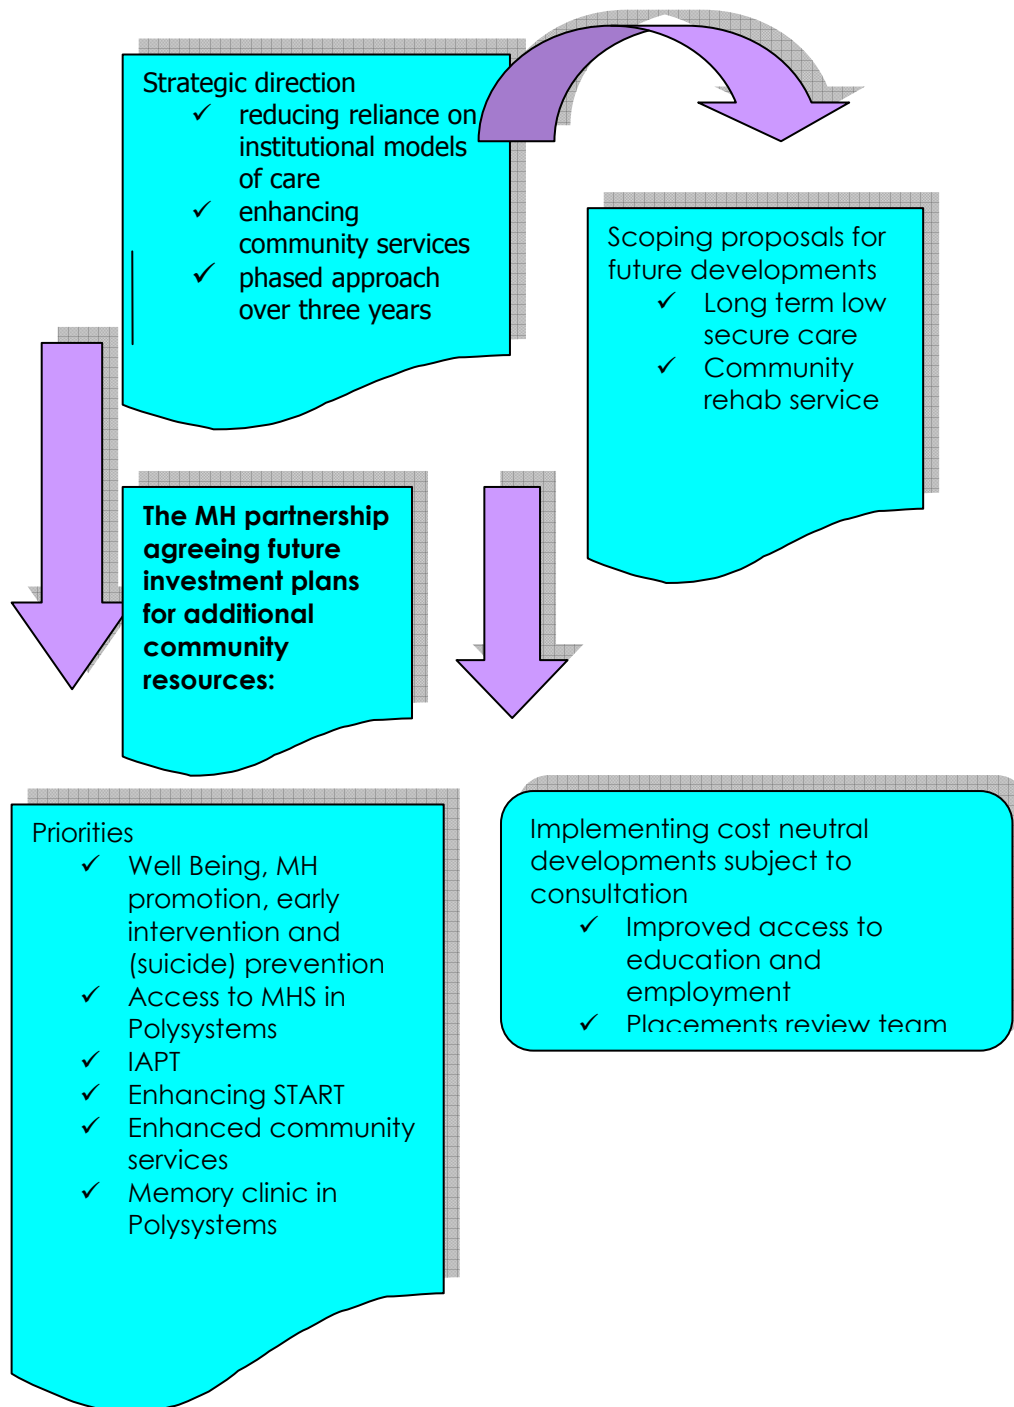 Strategic direction
✓ reducing reliance on
institutional models
of care
✓ enhancing
community services
✓ phased approach
over three years
Scoping proposals for
future developments
✓ Long term low
secure care
✓ Community
rehab service
The MH partnership
agreeing future
investment plans
for additional
community
resources:
Priorities
✓ Well Being, MH
promotion, early
intervention and
(suicide) prevention
✓ Access to MHS in
Polysystems
✓ IAPT
✓ Enhancing START
✓ Enhanced community
services
✓ Memory clinic in
Polysystems
Implementing cost neutral
developments subject to
consultation
✓ Improved access to
education and
employment
✓ Placements review team